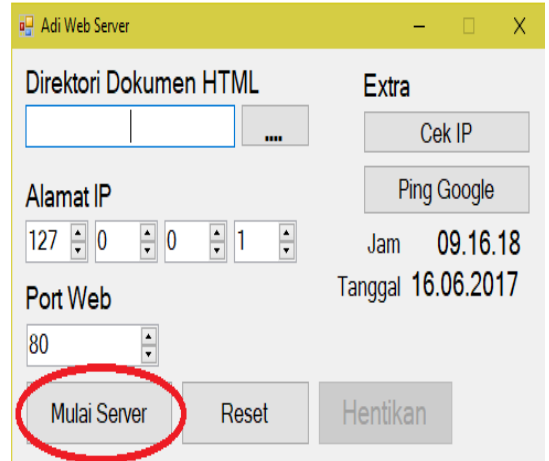 Adi Web Server
Direktori Dokumen HTML
....
Extra
Cek IP
Ping Google
Alamat IP
127 0 0 1
Jam 09.16.18
Tanggal 16.06.2017
Port Web
80
Mulai Server Reset Hentikan